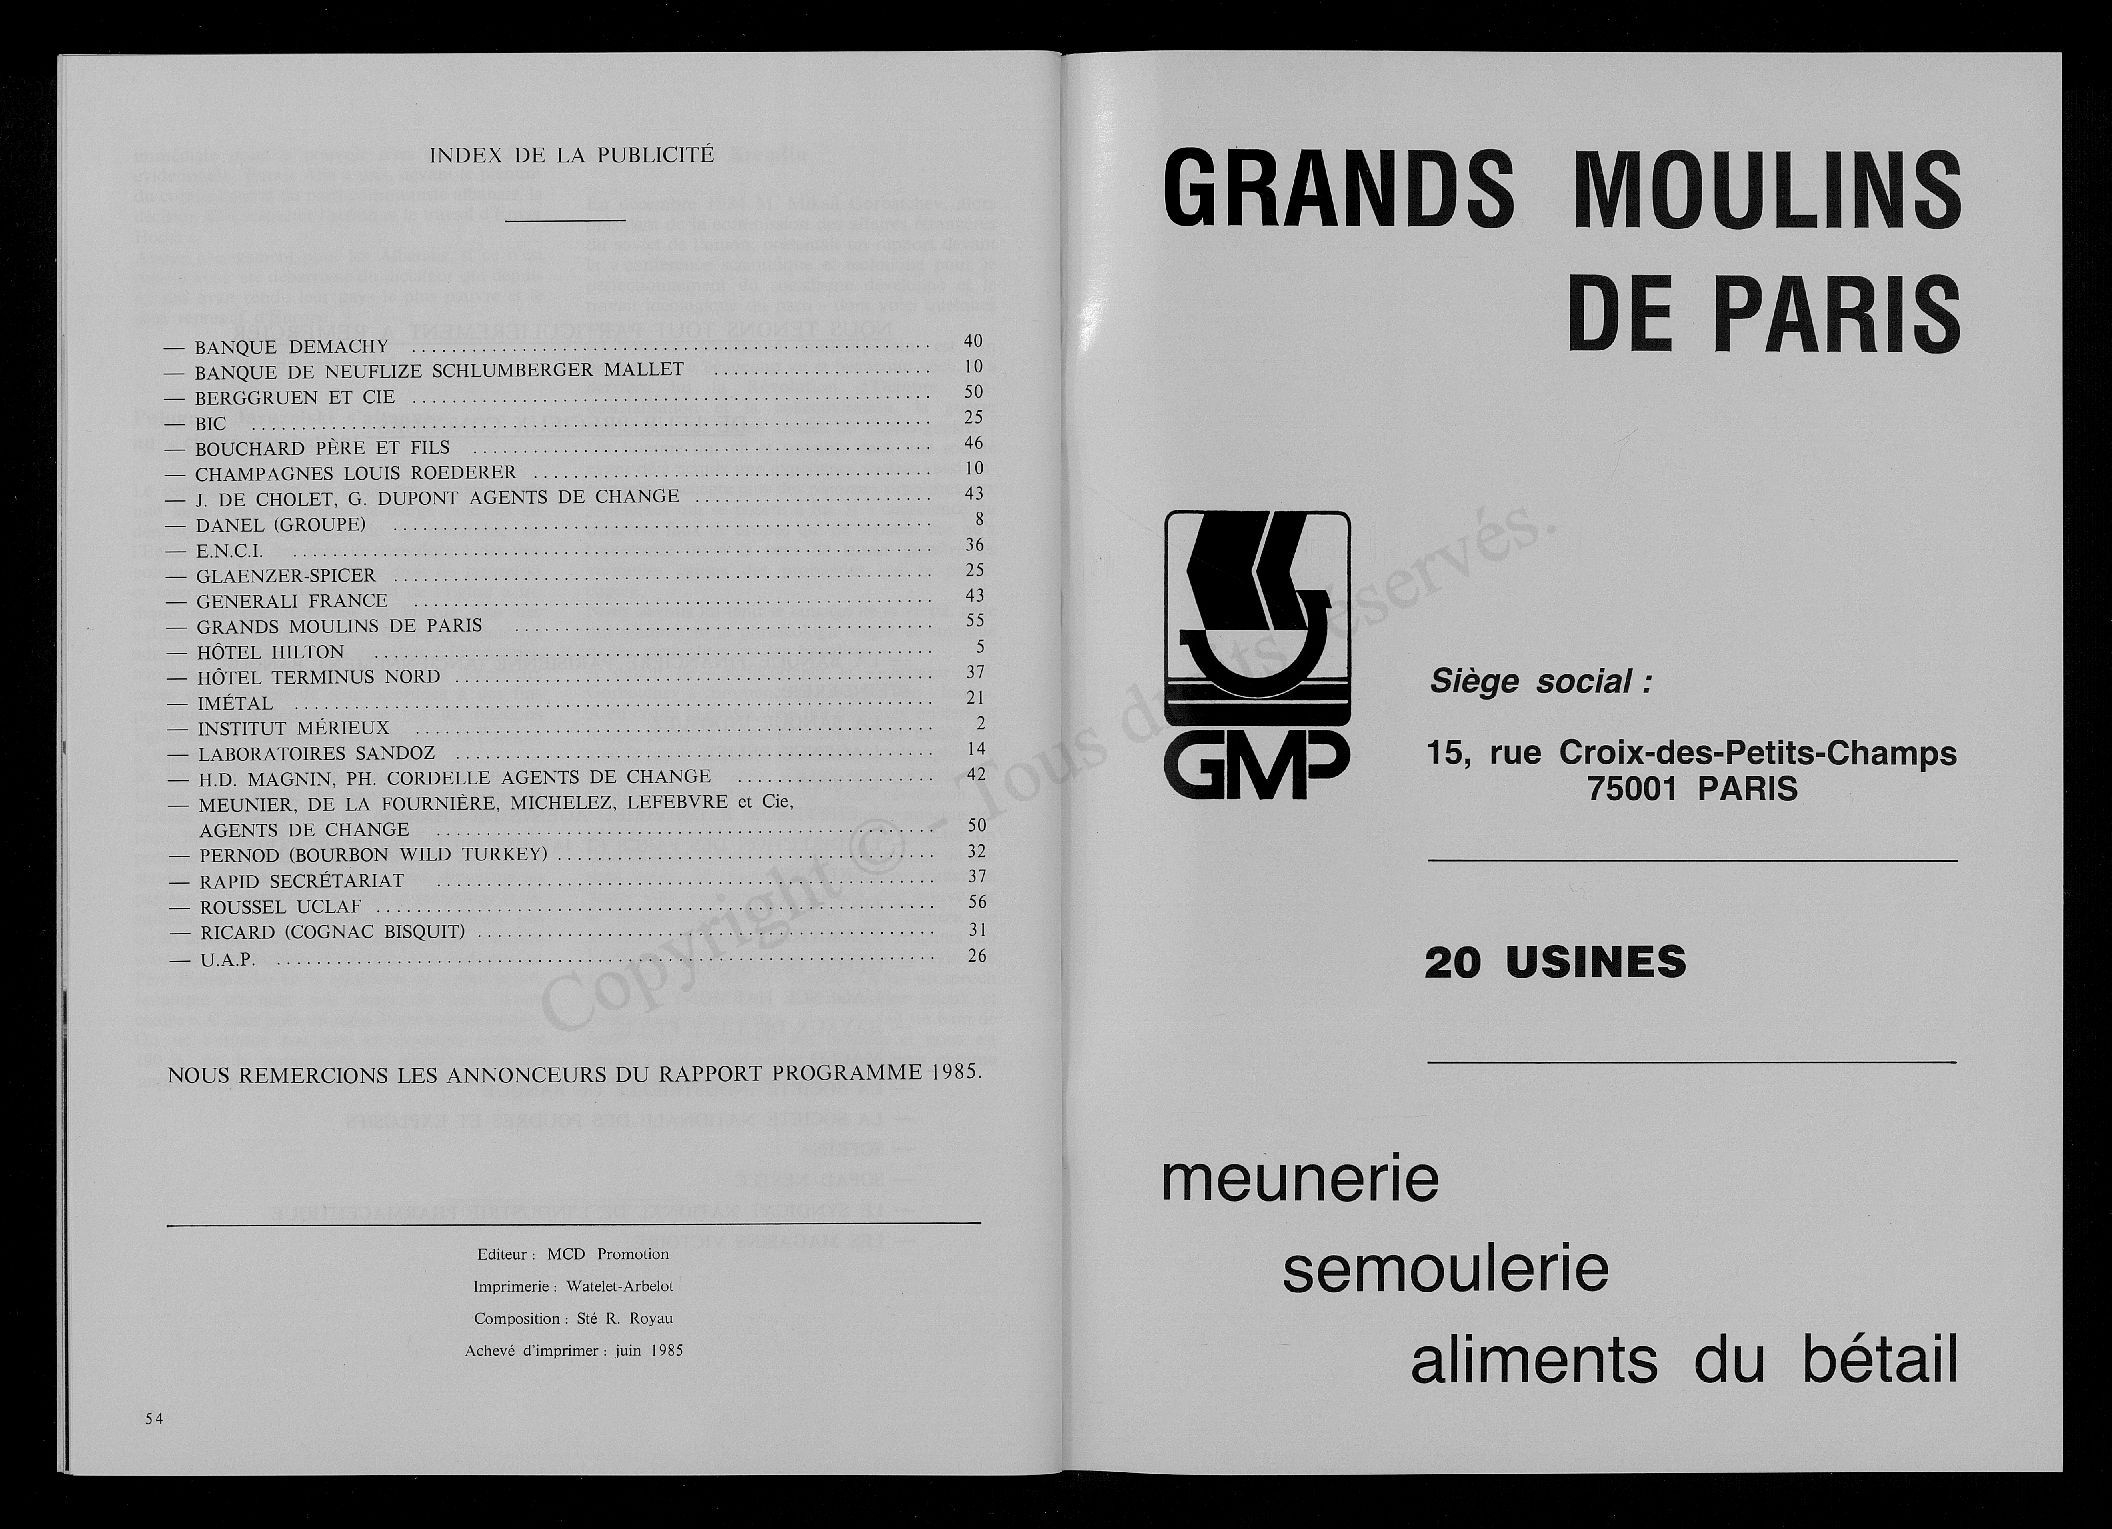 INDEX DE LA PUBLICITÉ
— BANQUE DEMACHY .................... 40
— BANQUE DE NEUFLIZE SCHLUMBERGER MALLET .................... 10
— BERGGRUEN ET CIE .................... 50
— BIC .................... 25
— BOUCHARD PÈRE ET FILS .................... 46
— CHAMPAGNES LOUIS ROEDERER .................... 10
— J. DE CHOLET, G. DUPONT AGENTS DE CHANGE .................... 43
— DANEL (GROUPE) .................... 8
— E.N.C.I. .................... 36
— GLAENZER-SPICER .................... 25
— GENERALI FRANCE .................... 43
— GRANDS MOULINS DE PARIS .................... 55
— HÔTEL HILTON .................... 5
— HÔTEL TERMINUS NORD .................... 37
— IMÉTAL .................... 21
— INSTITUT MÉRIEUX .................... 2
— LABORATOIRES SANDOZ .................... 14
— H.D. MAGNIN, PH. CORDELLE AGENTS DE CHANGE .................... 42
— MEUNIER, DE LA FOURNIÈRE, MICHELEZ, LEFEBVRE et Cie,
AGENTS DE CHANGE .................... 50
— PERNOD (BOURBON WILD TURKEY) .................... 32
— RAPID SECRÉTARIAT .................... 37
— ROUSSEL UCLAF .................... 56
— RICARD (COGNAC BISQUIT) .................... 31
— U.A.P. .................... 26
NOUS REMERCIONS LES ANNONCEURS DU RAPPORT PROGRAMME 1985.
Editeur : MCD Promotion
Imprimerie : Watelet-Arbelot
Composition : Sté R. Royau
Achevé d'imprimer : juin 1985
54
GRANDS MOULINS
DE PARIS
GMP
Siège social :
15, rue Croix-des-Petits-Champs
75001 PARIS
20 USINES
meunerie
semoulerie
aliments du bétail
Copyright © - Tous droits réservés.